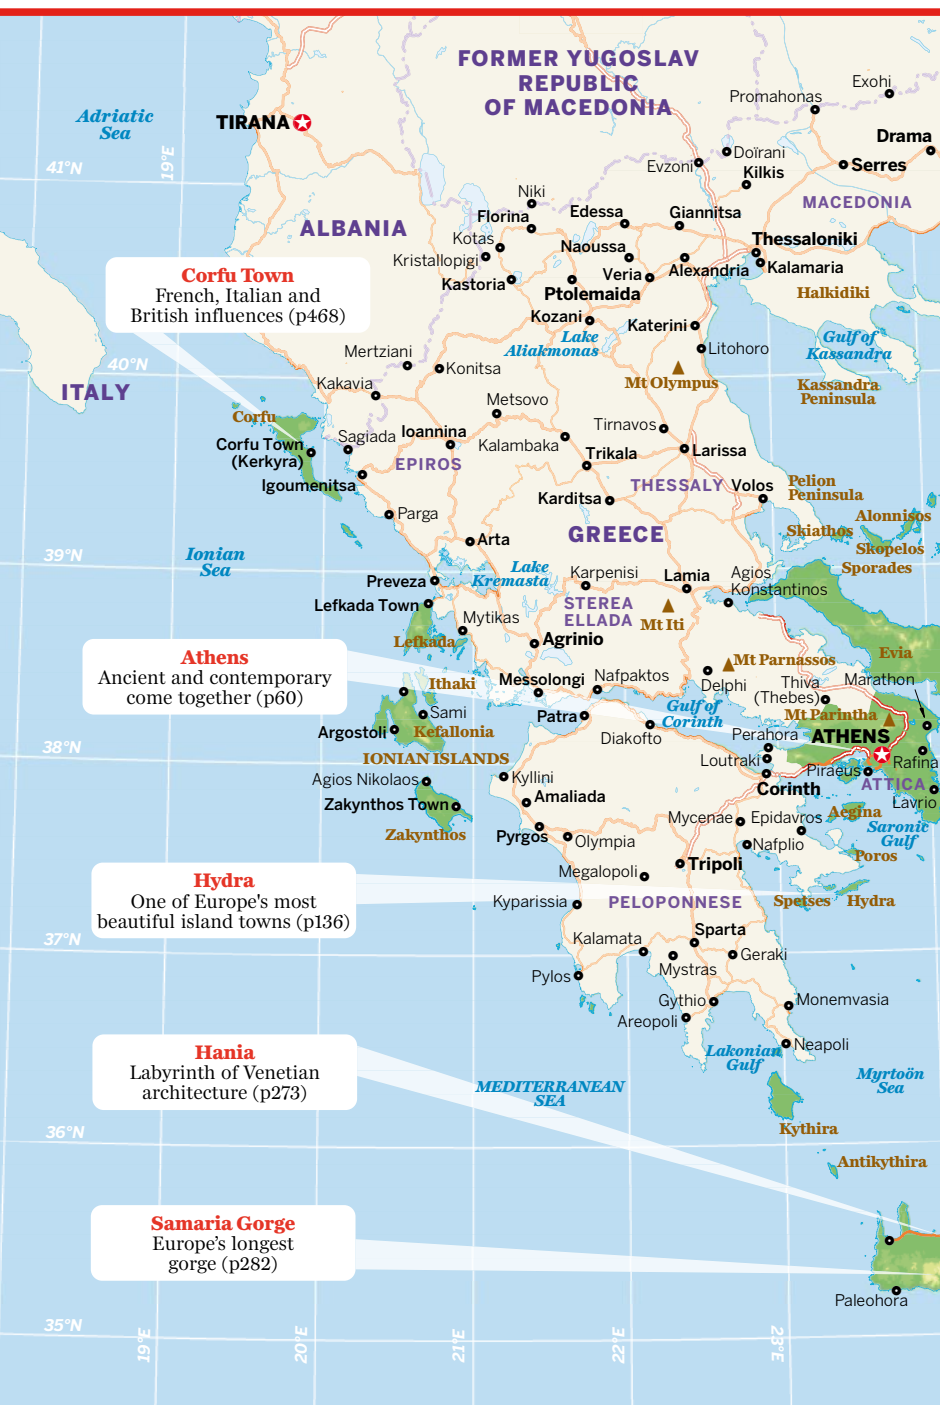 FORMER YUGOSLAV
REPUBLIC
OF MACEDONIA
Exohi
Promahonas
Adriatic
Sea
TIRANA
Drama
41°N
19°E
Evzoni
Doïrani
Serres
Kilkis
Niki
MACEDONIA
Florina
Edessa
Giannitsa
ALBANIA
Kotas
Naoussa
Thessaloniki
Kristallopigi
Veria
Alexandria
Kalamaria
Corfu Town
French, Italian and
British influences (p468)
Kastoria
Ptolemaida
Halkidiki
Kozani
Katerini
Lake
Aliakmonas
Litohoro
Gulf of
Kassandra
Mertziani
Konitsa
40°N
ITALY
Kakavia
Mt Olympus
Kassandra
Peninsula
Metsovo
Corfu
Tirnavos
Sagiada
Ioannina
Kalambaka
Corfu Town
(Kerkyra)
EPIROS
Trikala
Larissa
Igoumenitsa
THESSALY
Volos
Pelion
Peninsula
Karditsa
Parga
GREECE
Alonnisos
Skiathos
Arta
Skopelos
39°N
Ionian
Sea
Lake
Kremasta
Karpenisi
Lamia
Agios
Konstantinos
Sporades
Preveza
Lefkada Town
STEREA
ELLADA
Mytikas
Mt Iti
Lefkada
Agrinio
Athens
Ancient and contemporary
come together (p60)
Evia
Mt Parnassos
Ithaki
Messolongi
Nafpaktos
Delphi
Thiva
(Thebes)
Marathon
Sami
Patra
Gulf of
Corinth
Mt Parintha
Argostoli
Kefallonia
Diakofto
Perahora
ATHENS
38°N
IONIAN ISLANDS
Loutraki
Rafina
Agios Nikolaos
Kyllini
Piraeus
Corinth
ATTICA
Zakynthos Town
Amaliada
Lavrio
Zakynthos
Pyrgos
Mycenae
Epidavros
Aegina
Olympia
Saronic
Gulf
Nafplio
Poros
Tripoli
Megalopoli
Hydra
One of Europe's most
beautiful island towns (p136)
Kyparissia
PELOPONNESE
Spetses
Hydra
37°N
Kalamata
Sparta
Geraki
Mystras
Pylos
Gythio
Monemvasia
Areopoli
Hania
Labyrinth of Venetian
architecture (p273)
Lakonian
Gulf
Neapoli
MEDITERRANEAN
SEA
Myrtoön
Sea
Kythira
36°N
Antikythira
Samaria Gorge
Europe’s longest
gorge (p282)
Paleohora
35°N
19°E
20°E
21°E
22°E
23°E